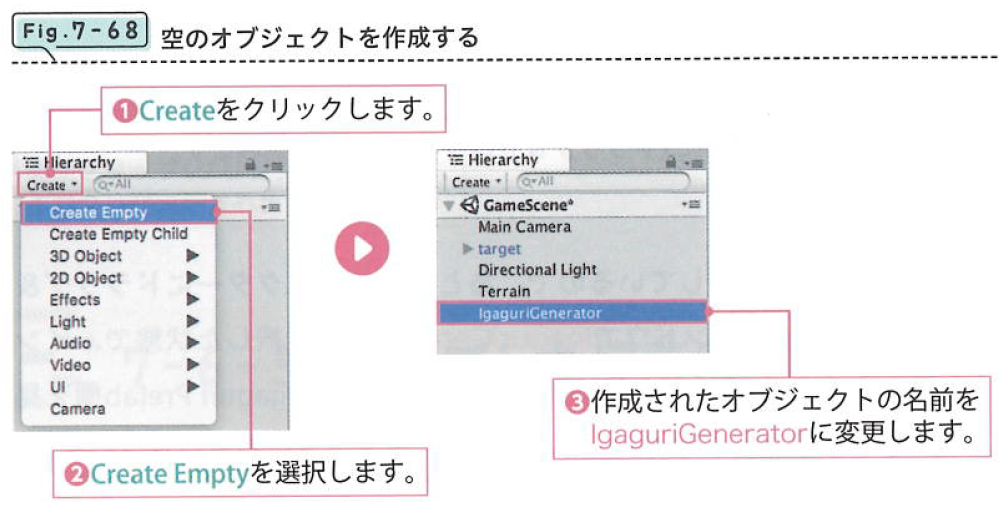 Fig.7-68 空のオブジェクトを作成する
❶Createをクリックします。
Hierarchy
Create
All
Create Empty
Create Empty Child
3D Object
2D Object
Effects
Light
Audio
Video
UI
Camera
❷Create Emptyを選択します。
Hierarchy
Create
All
GameScene*
Main Camera
target
Directional Light
Terrain
IgaguriGenerator
❸作成されたオブジェクトの名前を
IgaguriGeneratorに変更します。